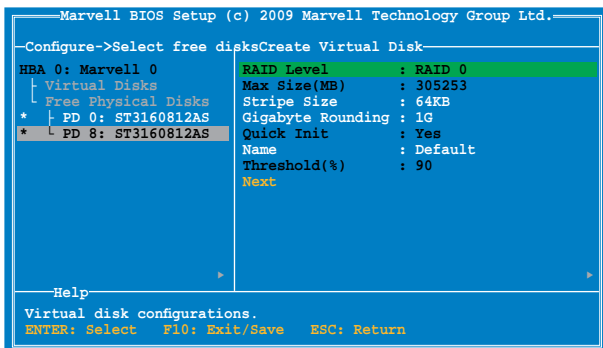 Marvell BIOS Setup (c) 2009 Marvell Technology Group Ltd.
Configure->Select free disksCreate Virtual Disk
HBA 0: Marvell 0
Virtual Disks
Free Physical Disks
* PD 0: ST3160812AS
* PD 8: ST3160812AS
RAID Level : RAID 0
Max Size(MB) : 305253
Stripe Size : 64KB
Gigabyte Rounding : 1G
Quick Init : Yes
Name : Default
Threshold(%) : 90
Next
Help
Virtual disk configurations.
ENTER: Select F10: Exit/Save ESC: Return